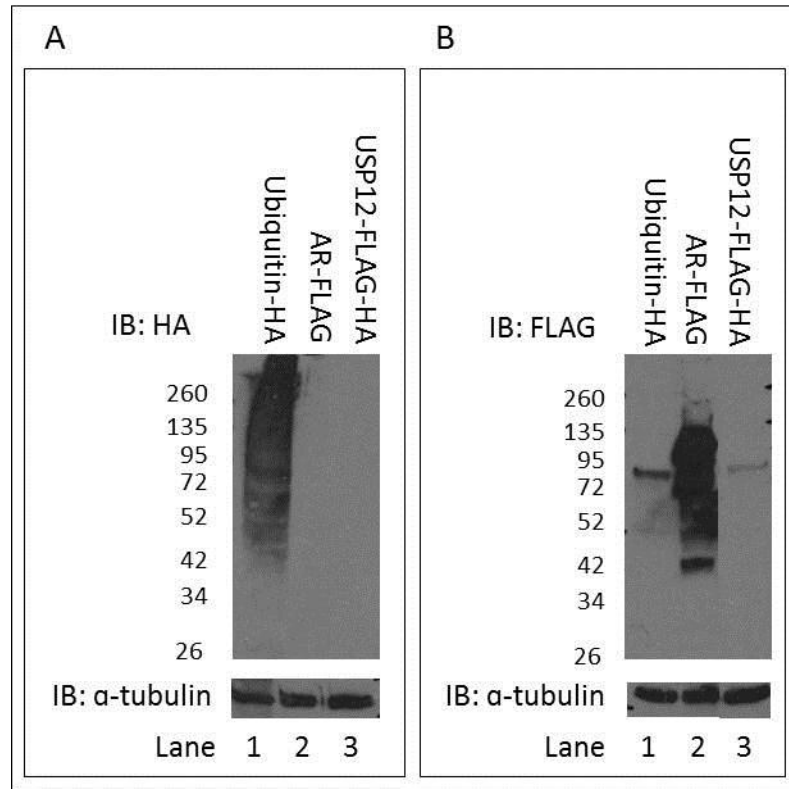 A
Ubiquitin-HA
AR-FLAG
USP12-FLAG-HA
IB: HA
260
135
95
72
52
42
34
26
IB: α-tubulin
Lane 1 2 3
B
Ubiquitin-HA
AR-FLAG
USP12-FLAG-HA
IB: FLAG
260
135
95
72
52
42
34
26
IB: α-tubulin
Lane 1 2 3